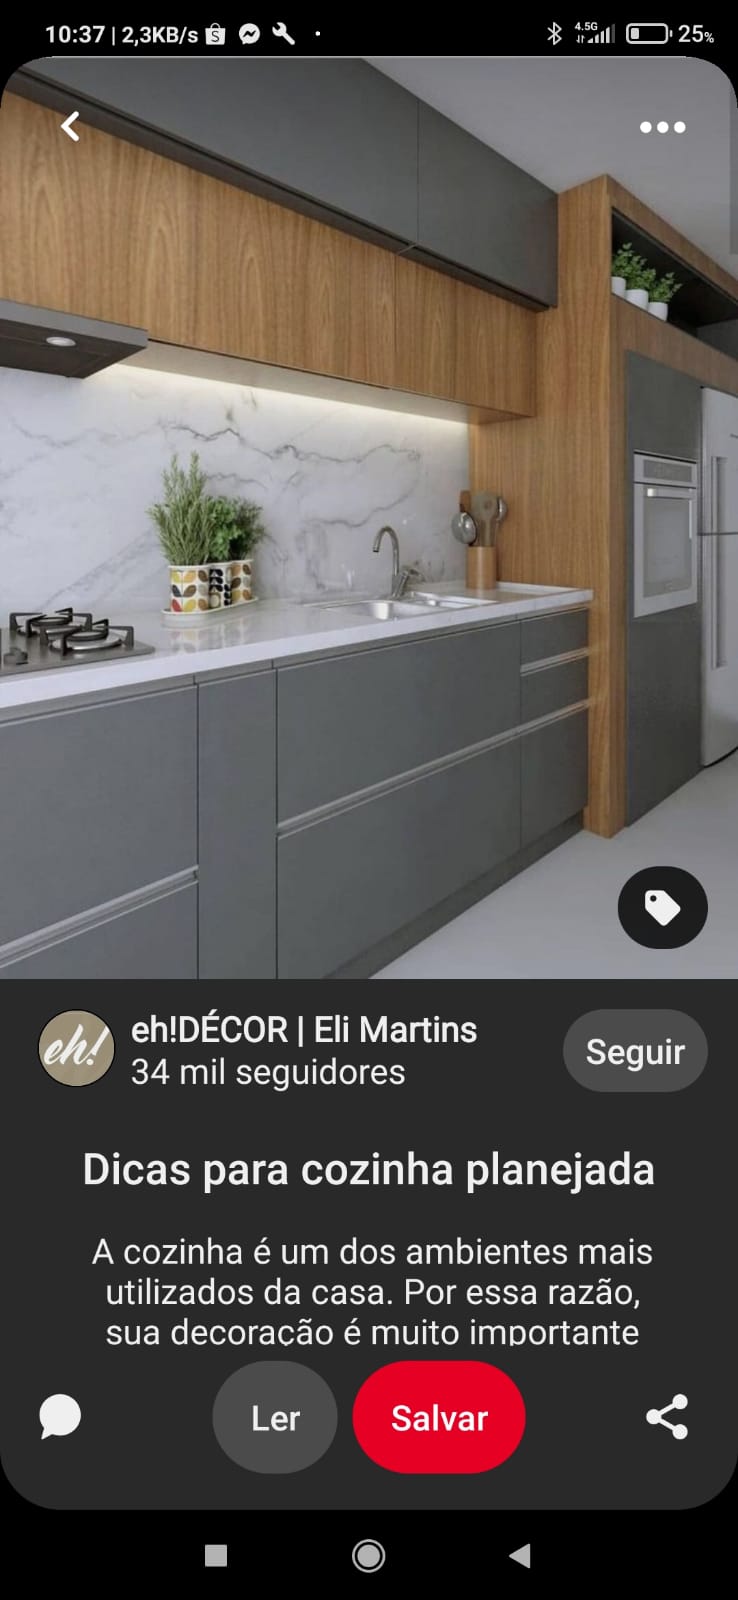 10:37 | 2,3KB/s
4.5G
25%
eh!
eh!DÉCOR | Eli Martins
34 mil seguidores
Seguir
Dicas para cozinha planejada
A cozinha é um dos ambientes mais
utilizados da casa. Por essa razão,
sua decoração é muito importante
Ler
Salvar